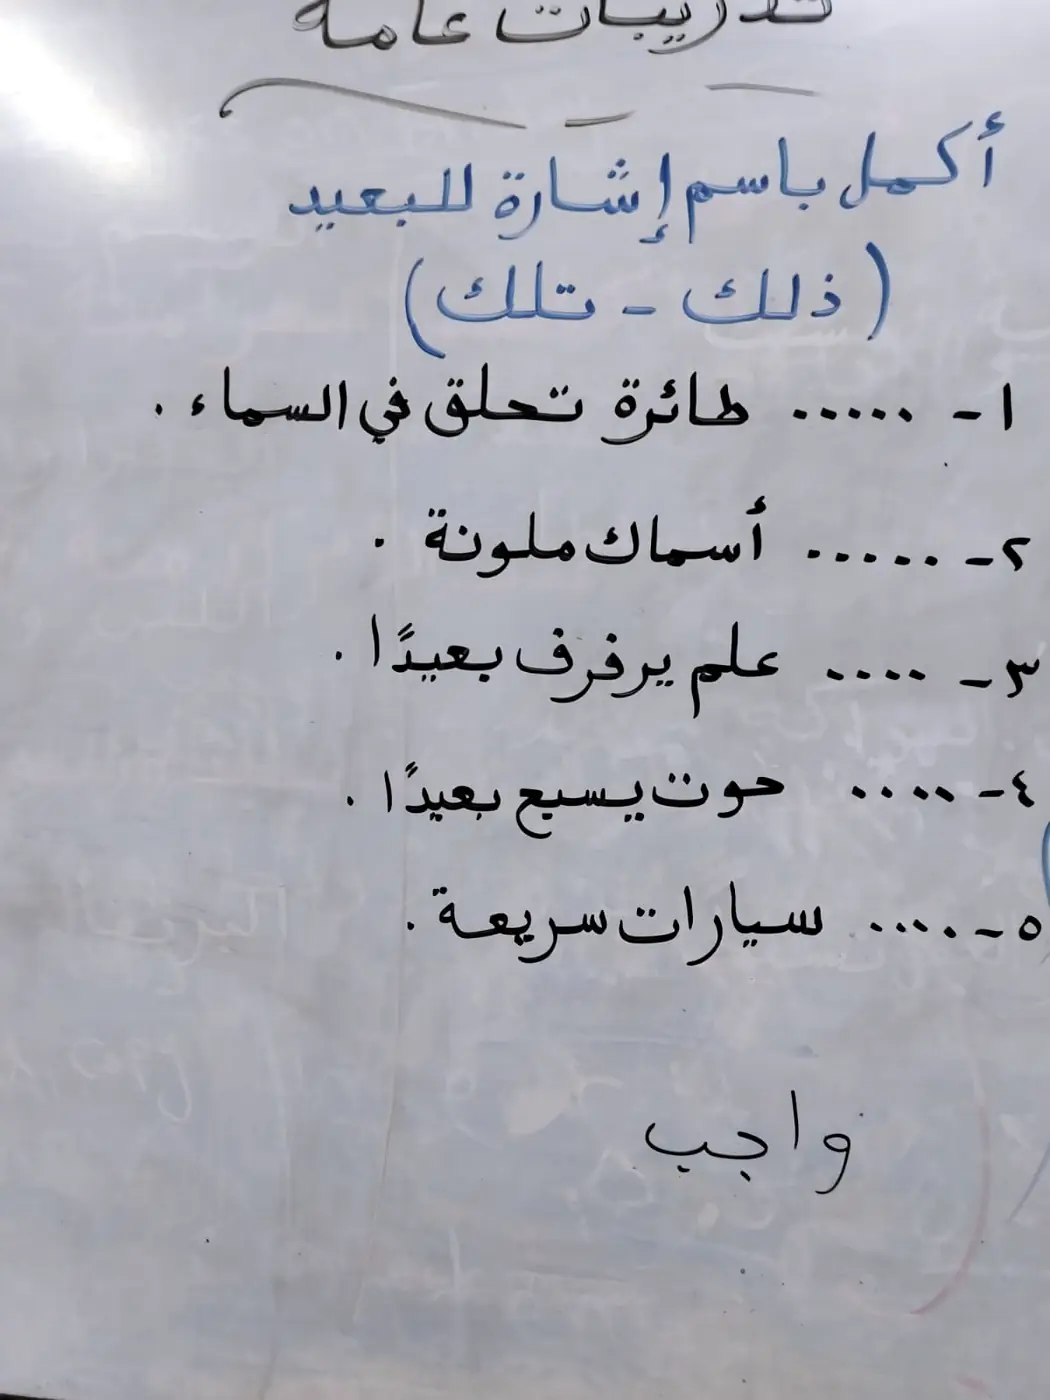 تدريبات عامة
أكمل باسم إشارة للبعيد
(ذلك - تلك)
١- ..... طائرة تحلق في السماء .
٢- ...... أسماك ملونة .
٣- .... علم يرفرف بعيدًا .
٤- ..... حوت يسبح بعيدًا .
٥- ..... سيارات سريعة .
واجب